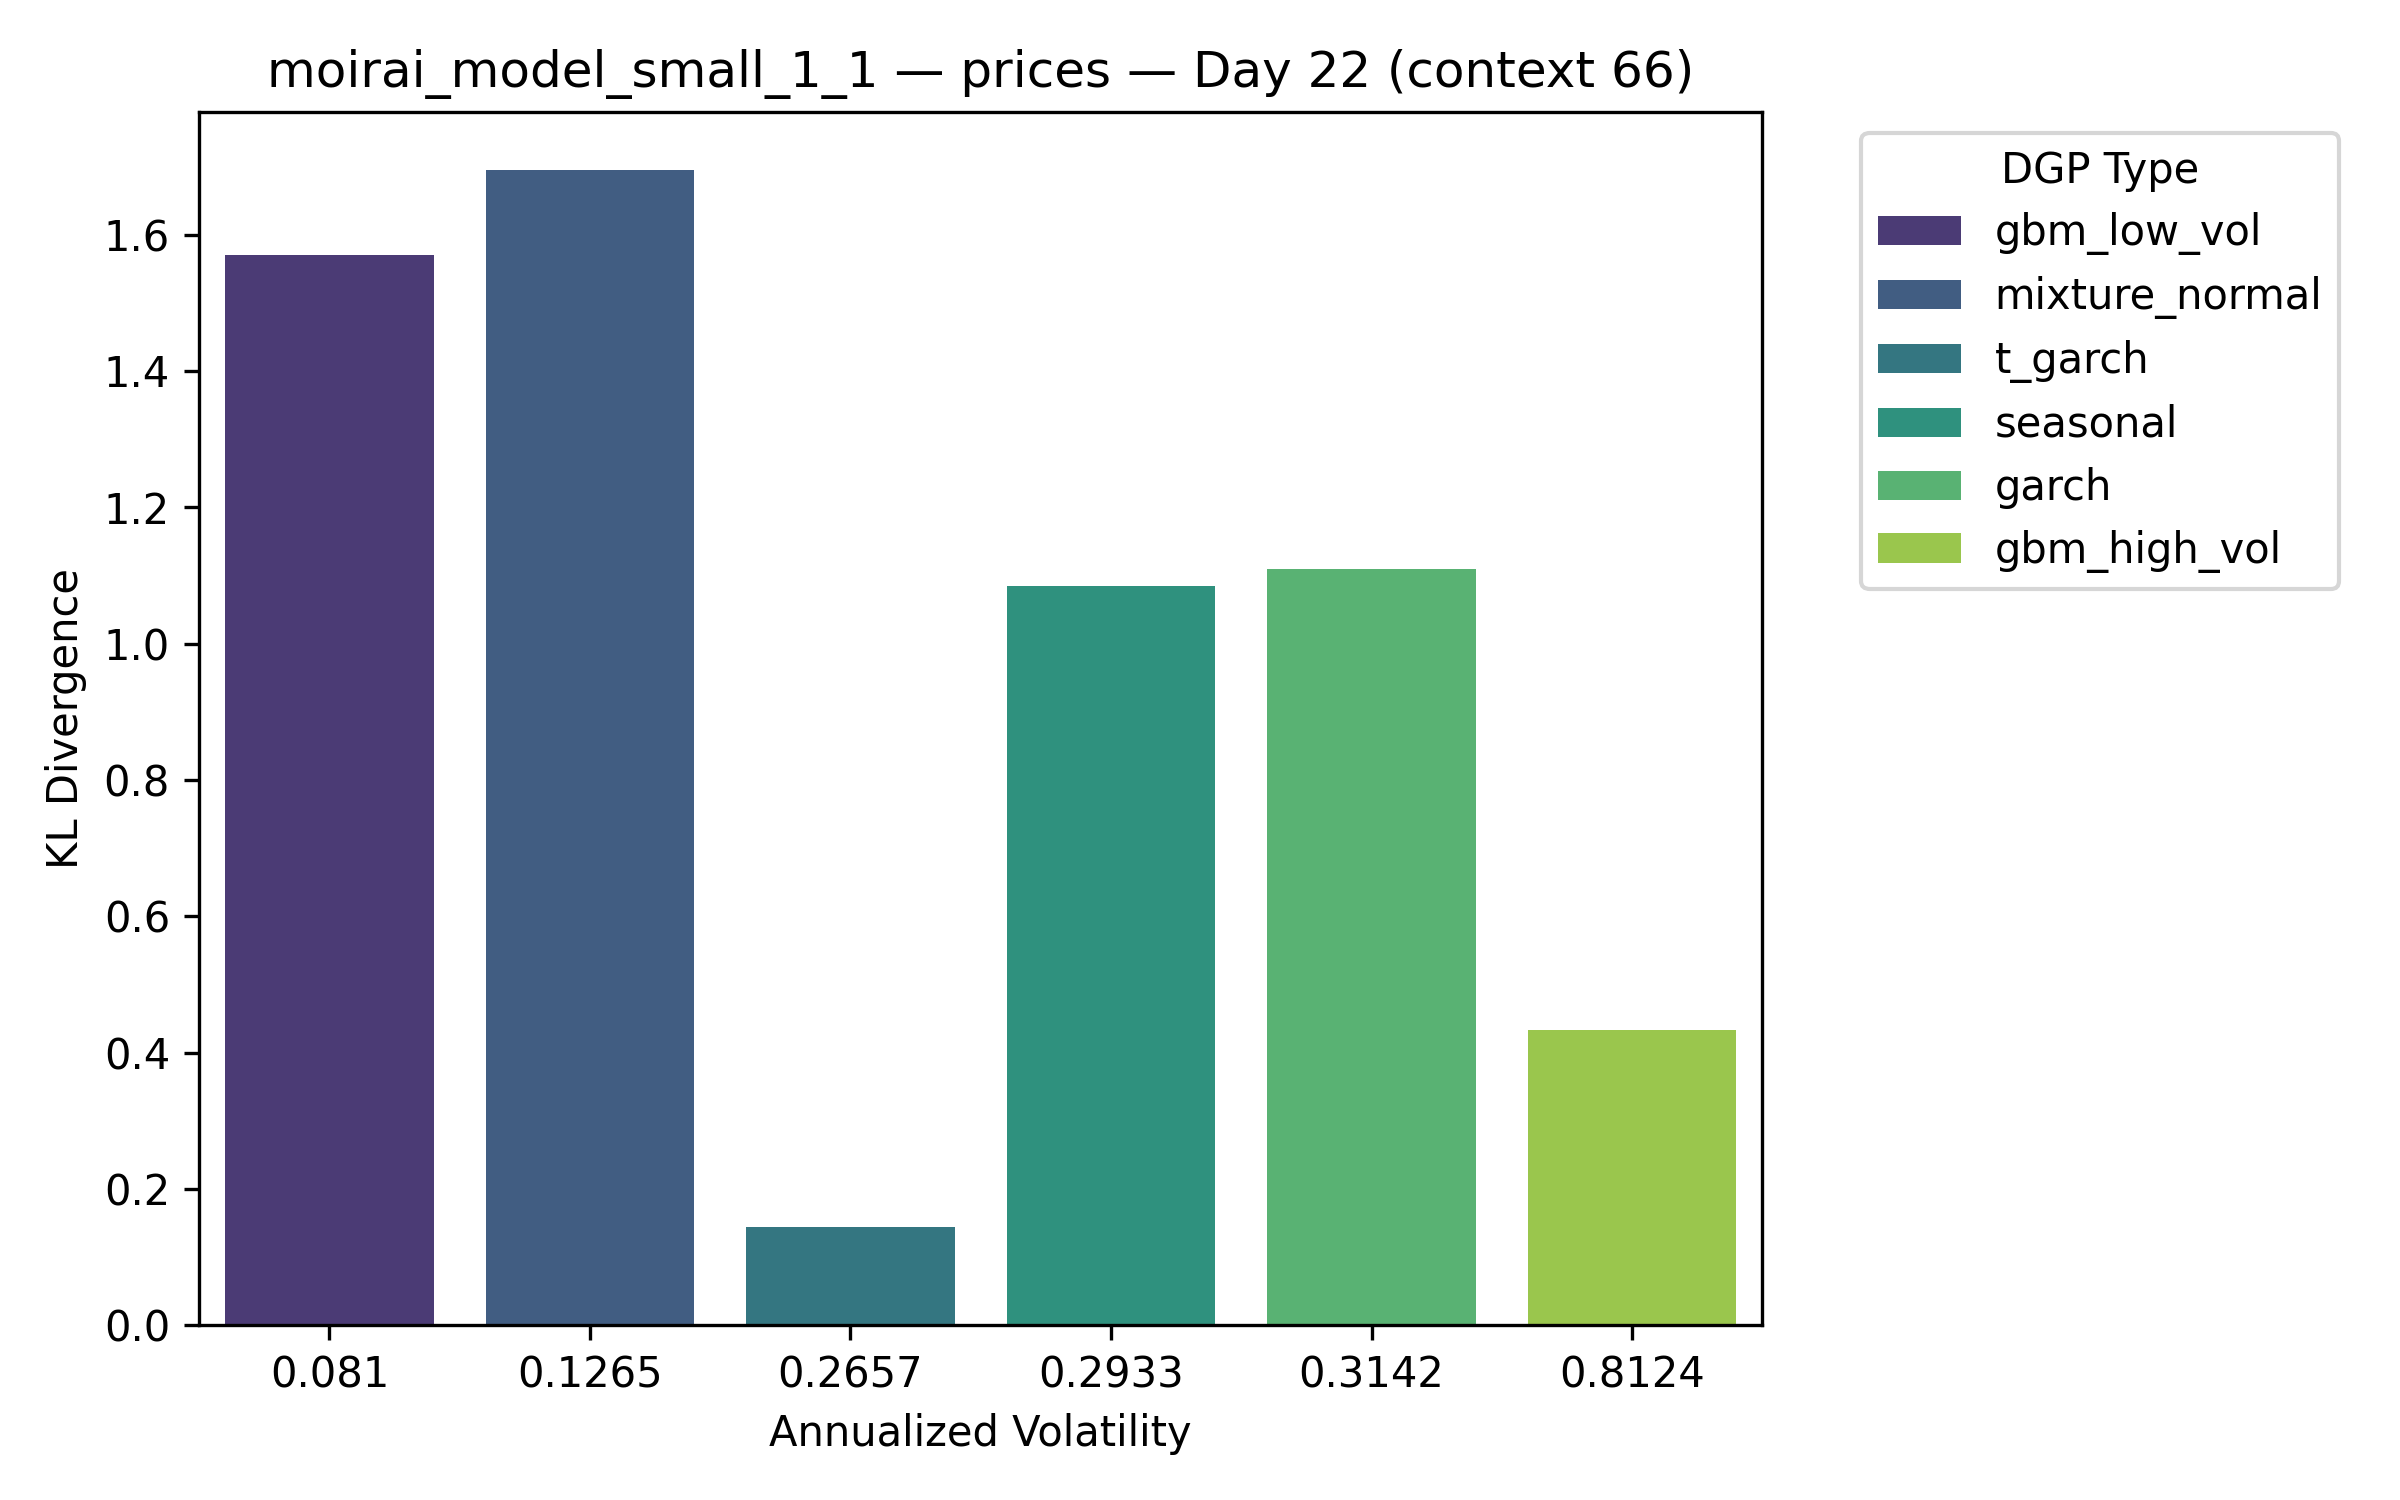 moirai_model_small_1_1 — prices — Day 22 (context 66)
KL Divergence
1.6
1.4
1.2
1.0
0.8
0.6
0.4
0.2
0.0
0.081 0.1265 0.2657 0.2933 0.3142 0.8124
Annualized Volatility
DGP Type
gbm_low_vol
mixture_normal
t_garch
seasonal
garch
gbm_high_vol